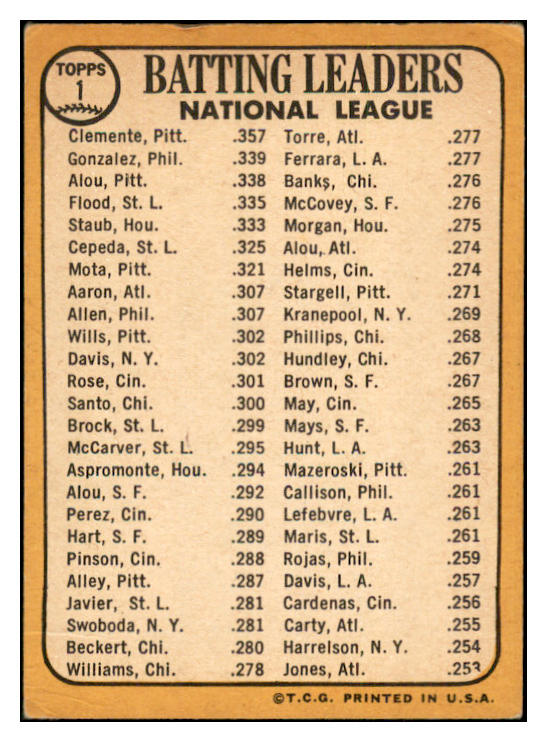 TOPPS
1
BATTING LEADERS
NATIONAL LEAGUE
Clemente, Pitt. .357
Gonzalez, Phil. .339
Alou, Pitt. .338
Flood, St. L. .335
Staub, Hou. .333
Cepeda, St. L. .325
Mota, Pitt. .321
Aaron, Atl. .307
Allen, Phil. .307
Wills, Pitt. .302
Davis, N. Y. .302
Rose, Cin. .301
Santo, Chi. .300
Brock, St. L. .299
McCarver, St. L. .295
Aspromonte, Hou. .294
Alou, S. F. .292
Perez, Cin. .290
Hart, S. F. .289
Pinson, Cin. .288
Alley, Pitt. .287
Javier, St. L. .281
Swoboda, N. Y. .281
Beckert, Chi. .280
Williams, Chi. .278
Torre, Atl. .277
Ferrara, L. A. .277
Banks, Chi. .276
McCovey, S. F. .276
Morgan, Hou. .275
Alou, Atl. .274
Helms, Cin. .274
Stargell, Pitt. .271
Kranepool, N. Y. .269
Phillips, Chi. .268
Hundley, Chi. .267
Brown, S. F. .267
May, Cin. .265
Mays, S. F. .263
Hunt, L. A. .263
Mazeroski, Pitt. .261
Callison, Phil. .261
Lefebvre, L. A. .261
Maris, St. L. .261
Rojas, Phil. .259
Davis, L. A. .257
Cardenas, Cin. .256
Carty, Atl. .255
Harrelson, N. Y. .254
Jones, Atl. .253
©T.C.G. PRINTED IN U.S.A.